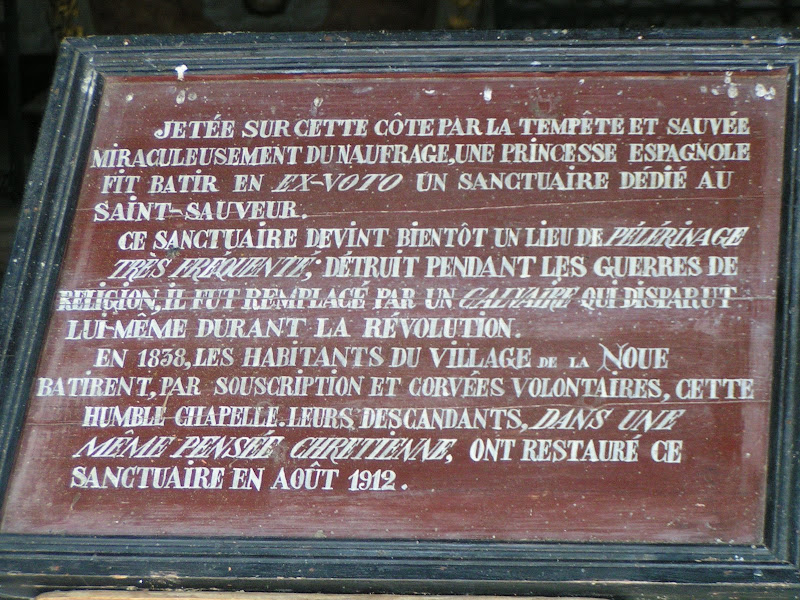 JETÉE SUR CETTE CÔTE PAR LA TEMPÊTE ET SAUVÉE
MIRACULEUSEMENT DU NAUFRAGE, UNE PRINCESSE ESPAGNOLE
FIT BATIR EN EX-VOTO UN SANCTUAIRE DÉDIÉ AU
SAINT-SAUVEUR.
CE SANCTUAIRE DEVINT BIENTÔT UN LIEU DE PÉLÉRINAGE
TRÈS FRÉQUENTÉ; DÉTRUIT PENDANT LES GUERRES DE
RELIGION, IL FUT REMPLACÉ PAR UN CALVAIRE QUI DISPARUT
LUI-MÊME DURANT LA RÉVOLUTION.
EN 1838, LES HABITANTS DU VILLAGE DE LA NOUE
BATIRENT, PAR SOUSCRIPTION ET CORVÉES VOLONTAIRES, CETTE
HUMBLE CHAPELLE. LEURS DESCANDANTS, DANS UNE
MÊME PENSÉE CHRETIENNE, ONT RESTAURÉ CE
SANCTUAIRE EN AOÛT 1912.